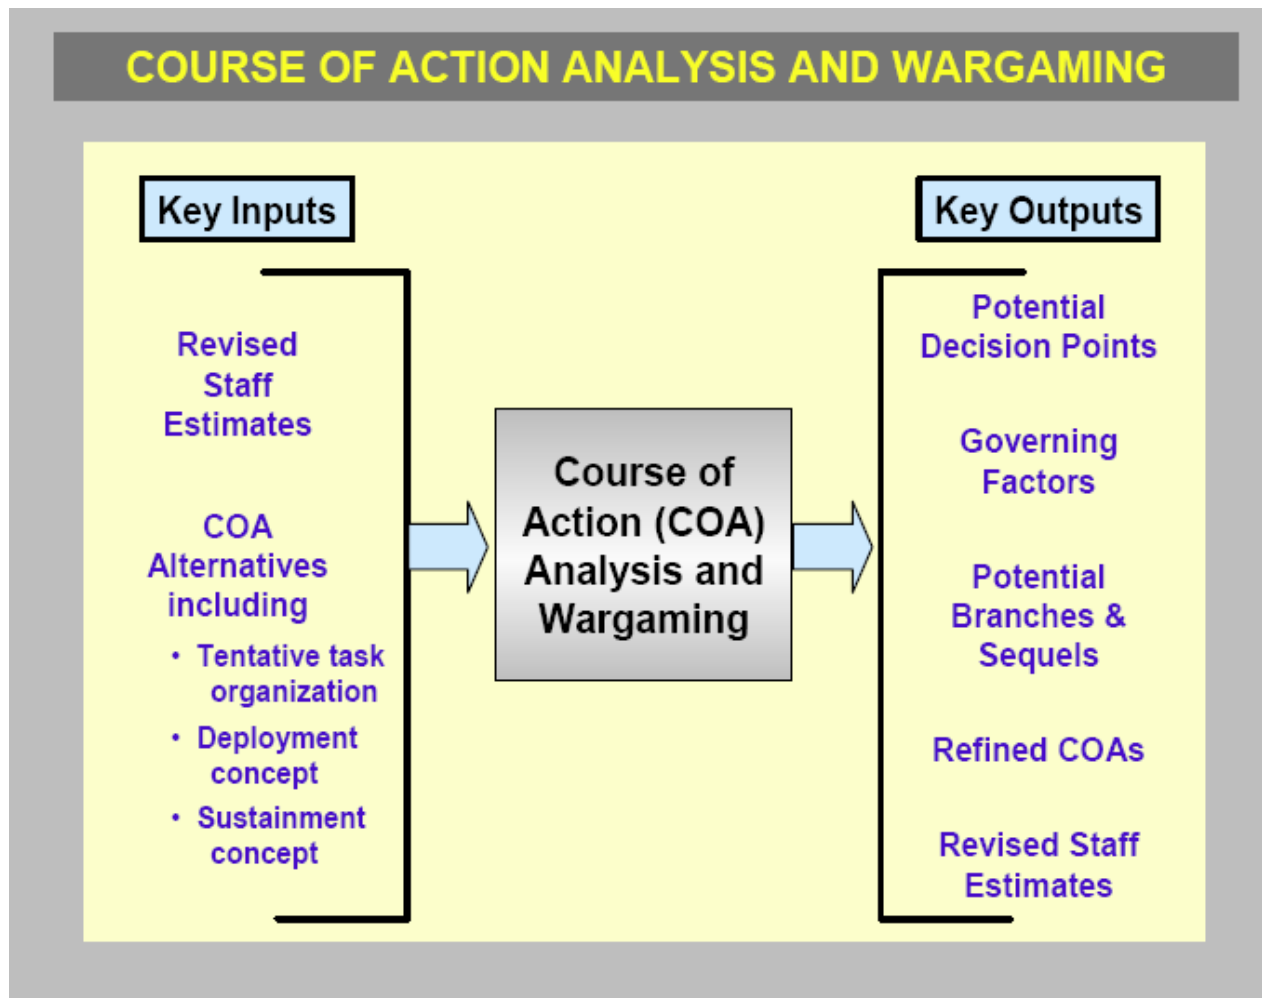 COURSE OF ACTION ANALYSIS AND WARGAMING
Key Inputs
Revised
Staff
Estimates
COA
Alternatives
including
• Tentative task
organization
• Deployment
concept
• Sustainment
concept
Course of
Action (COA)
Analysis and
Wargaming
Key Outputs
Potential
Decision Points
Governing
Factors
Potential
Branches &
Sequels
Refined COAs
Revised Staff
Estimates